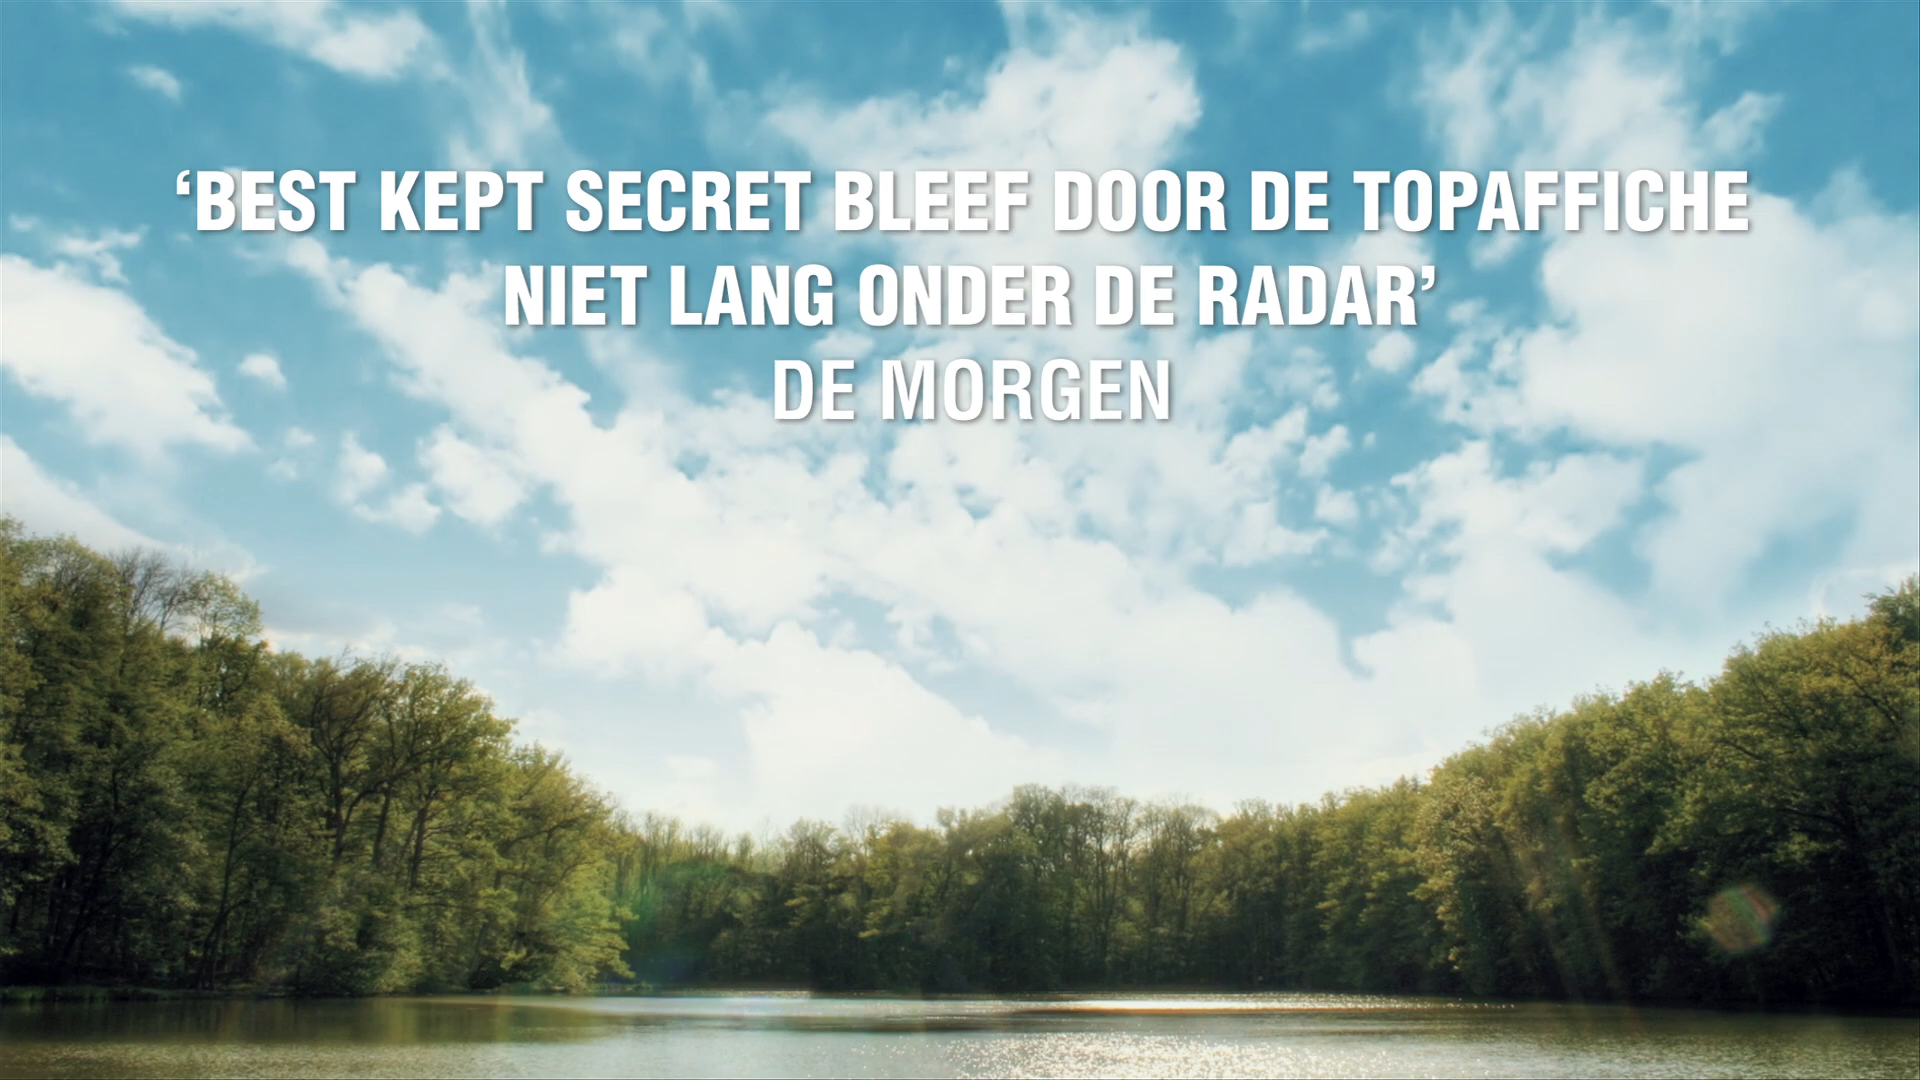 ‘BEST KEPT SECRET BLEEF DOOR DE TOPAFFICHE
NIET LANG ONDER DE RADAR’
DE MORGEN